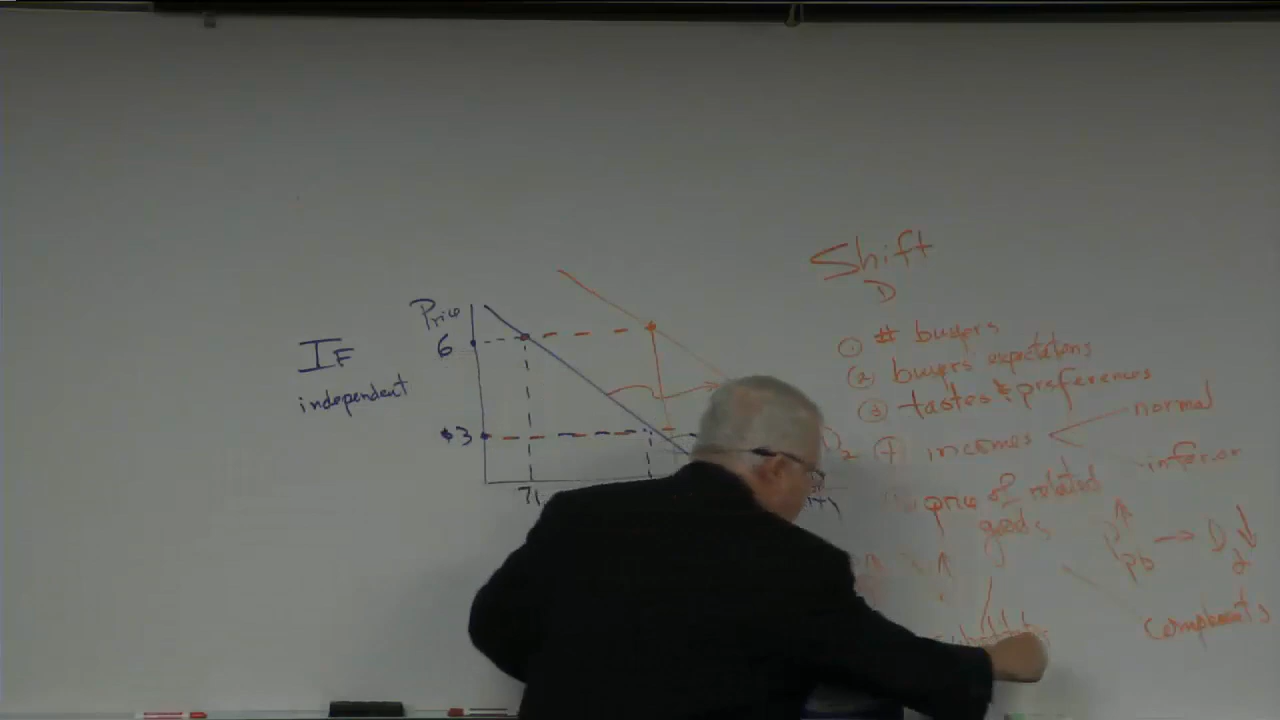 Shift
D
Price
6
IF
independent
$3
71
① # buyers
② buyers expectations
③ tastes & preferences
④ incomes
normal
inferior
price of related
goods
P↑ pb → D↓ J
complements
D2